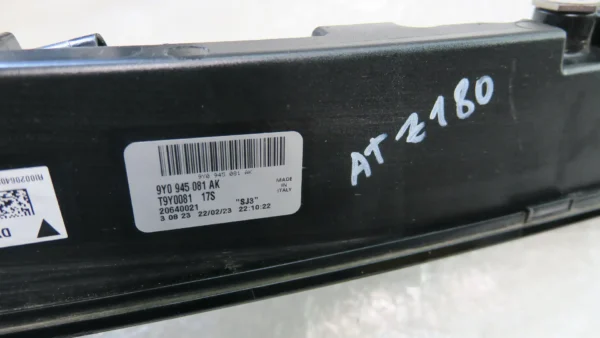 9Y0 945 081 AK
9Y0 945 081 AK
T9Y0081 17S
20640021 "SJ3"
3 08 23 22/02/23 22:10:22
MADE
IN
ITALY
AT Z180